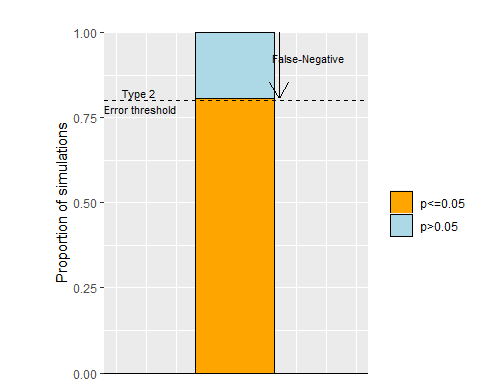 1.00
False-Negative
Type 2
Error threshold
0.75
0.50
0.25
0.00
Proportion of simulations
p<=0.05
p>0.05